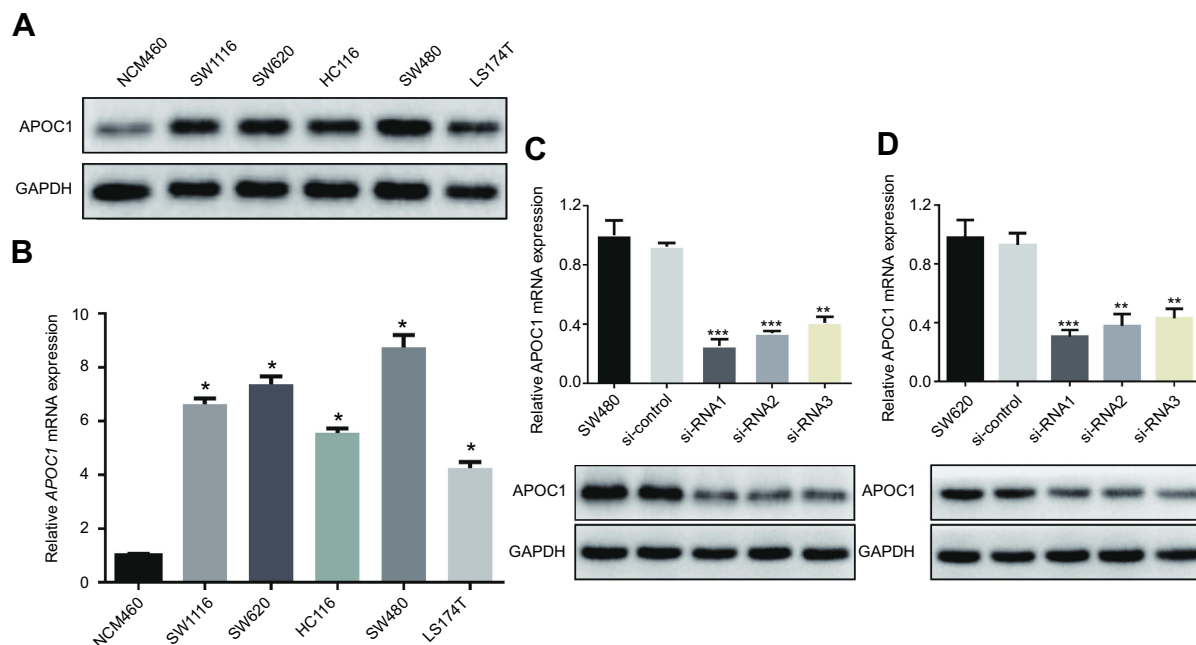 A
NCM460 SW1116 SW620 HC116 SW480 LS174T
APOC1
GAPDH
B
Relative APOC1 mRNA expression
10
8
6
4
2
0
* * * * *
NCM460 SW1116 SW620 HC116 SW480 LS174T
C
Relative APOC1 mRNA expression
1.2
0.8
0.4
0.0
*** *** **
SW480 si-control si-RNA1 si-RNA2 si-RNA3
APOC1
GAPDH
D
Relative APOC1 mRNA expression
1.2
0.8
0.4
0.0
*** ** **
SW620 si-control si-RNA1 si-RNA2 si-RNA3
APOC1
GAPDH